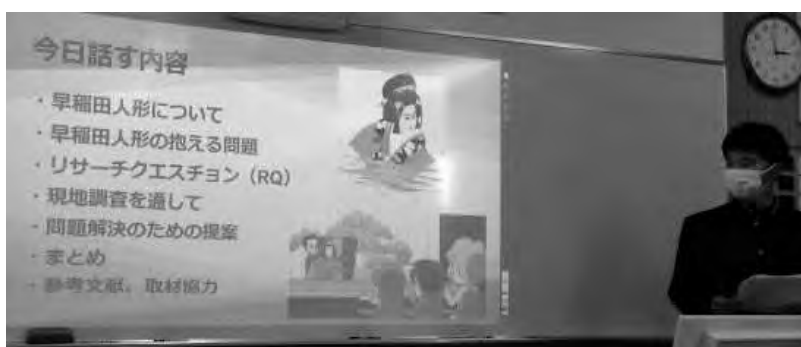 今日話す内容
・早稲田人形について
・早稲田人形の抱える問題
・リサーチクエスチョン（RQ）
・現地調査を通して
・問題解決のための提案
・まとめ
・参考文献、取材協力